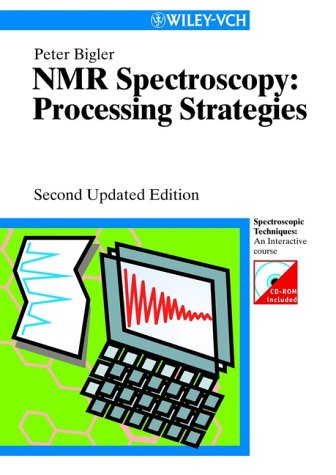 WILEY-VCH
Peter Bigler
NMR Spectroscopy:
Processing Strategies
Second Updated Edition
Spectroscopic
Techniques:
An Interactive
course
CD-ROM
included